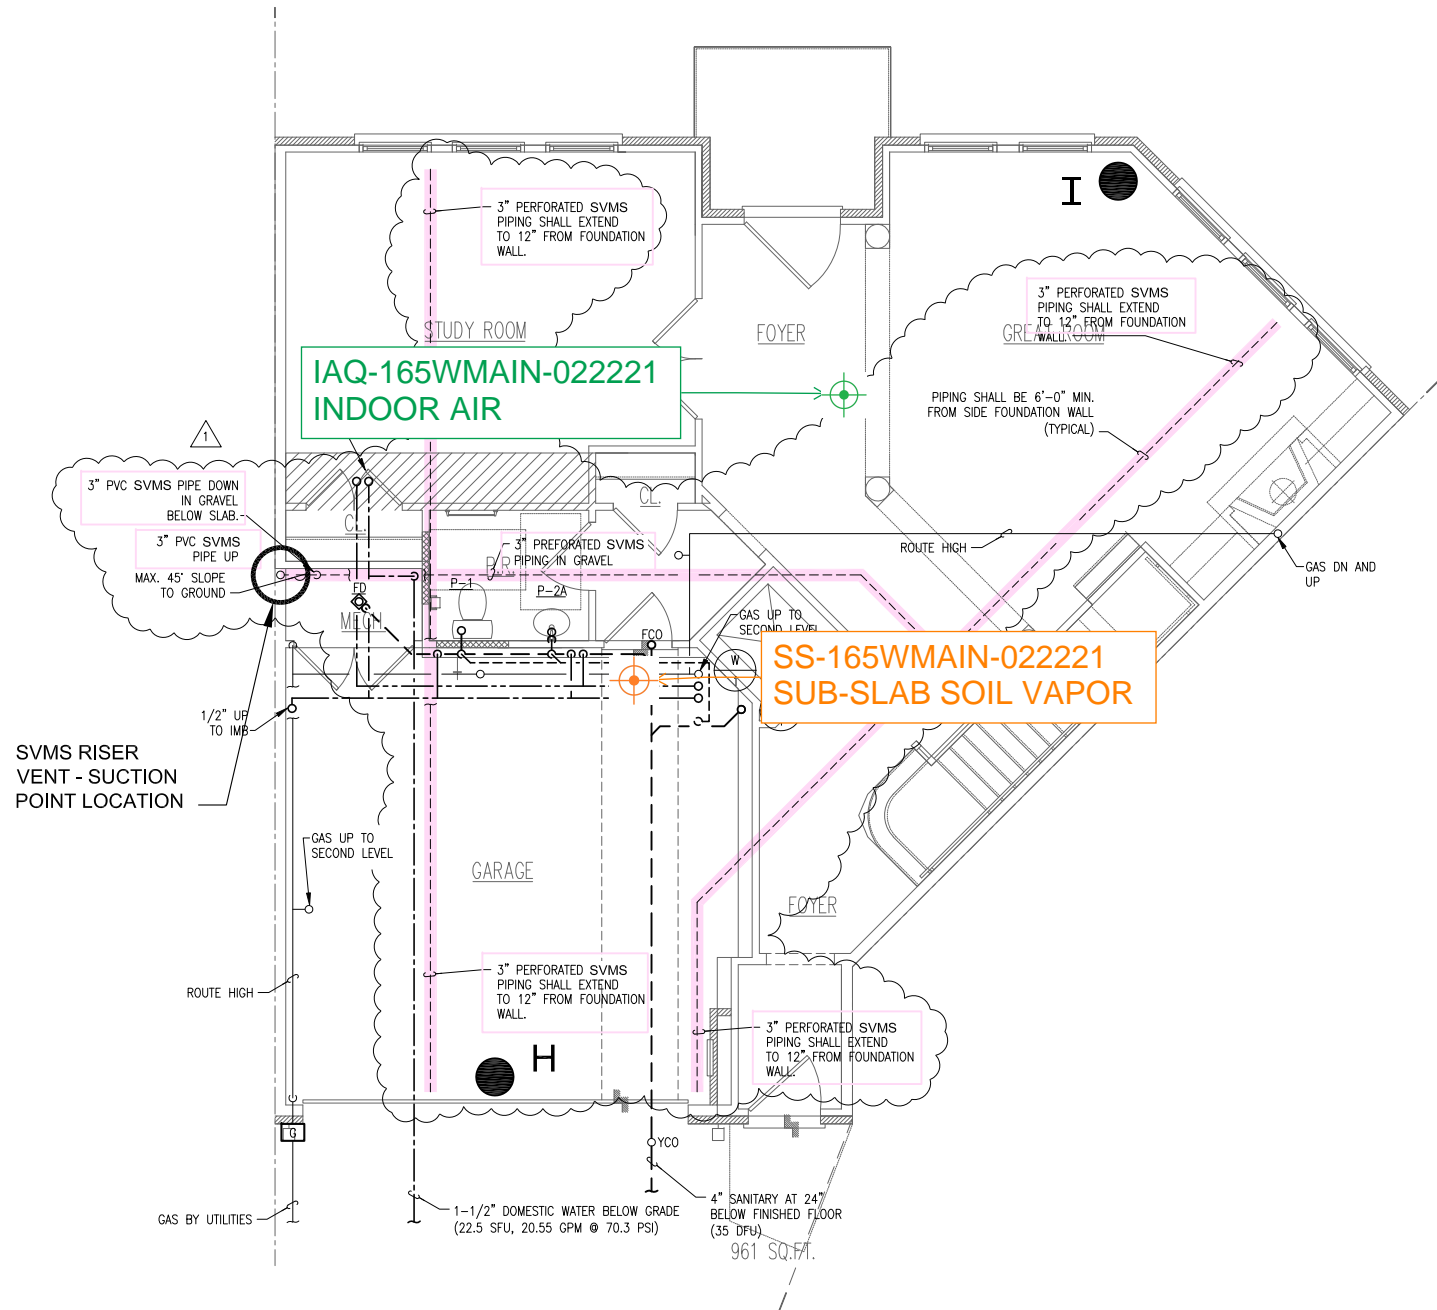 I
3" PERFORATED SVMS
PIPING SHALL EXTEND
TO 12" FROM FOUNDATION
WALL.
3" PERFORATED SVMS
PIPING SHALL EXTEND
TO 12" FROM FOUNDATION
WALL.
STUDY ROOM
FOYER
GREAT ROOM
IAQ-165WMAIN-022221
INDOOR AIR
PIPING SHALL BE 6'-0" MIN.
FROM SIDE FOUNDATION WALL
(TYPICAL)
1
3" PVC SVMS PIPE DOWN
IN GRAVEL
BELOW SLAB.
3" PVC SVMS
PIPE UP
MAX. 45° SLOPE
TO GROUND
CL.
CL.
3" PREFORATED SVMS
PIPING IN GRAVEL
P.R.
P-1
P-2A
FD
MECH.
ROUTE HIGH
GAS DN AND
UP
GAS UP TO
SECOND LEVEL
FCO
W
SS-165WMAIN-022221
SUB-SLAB SOIL VAPOR
1/2" UP
TO IMB
SVMS RISER
VENT - SUCTION
POINT LOCATION
GAS UP TO
SECOND LEVEL
GARAGE
FOYER
ROUTE HIGH
3" PERFORATED SVMS
PIPING SHALL EXTEND
TO 12" FROM FOUNDATION
WALL.
3" PERFORATED SVMS
PIPING SHALL EXTEND
TO 12" FROM FOUNDATION
WALL.
H
G
YCO
GAS BY UTILITIES
1-1/2" DOMESTIC WATER BELOW GRADE
(22.5 SFU, 20.55 GPM @ 70.3 PSI)
4" SANITARY AT 24"
BELOW FINISHED FLOOR
(35 DFU)
961 SQ.FT.